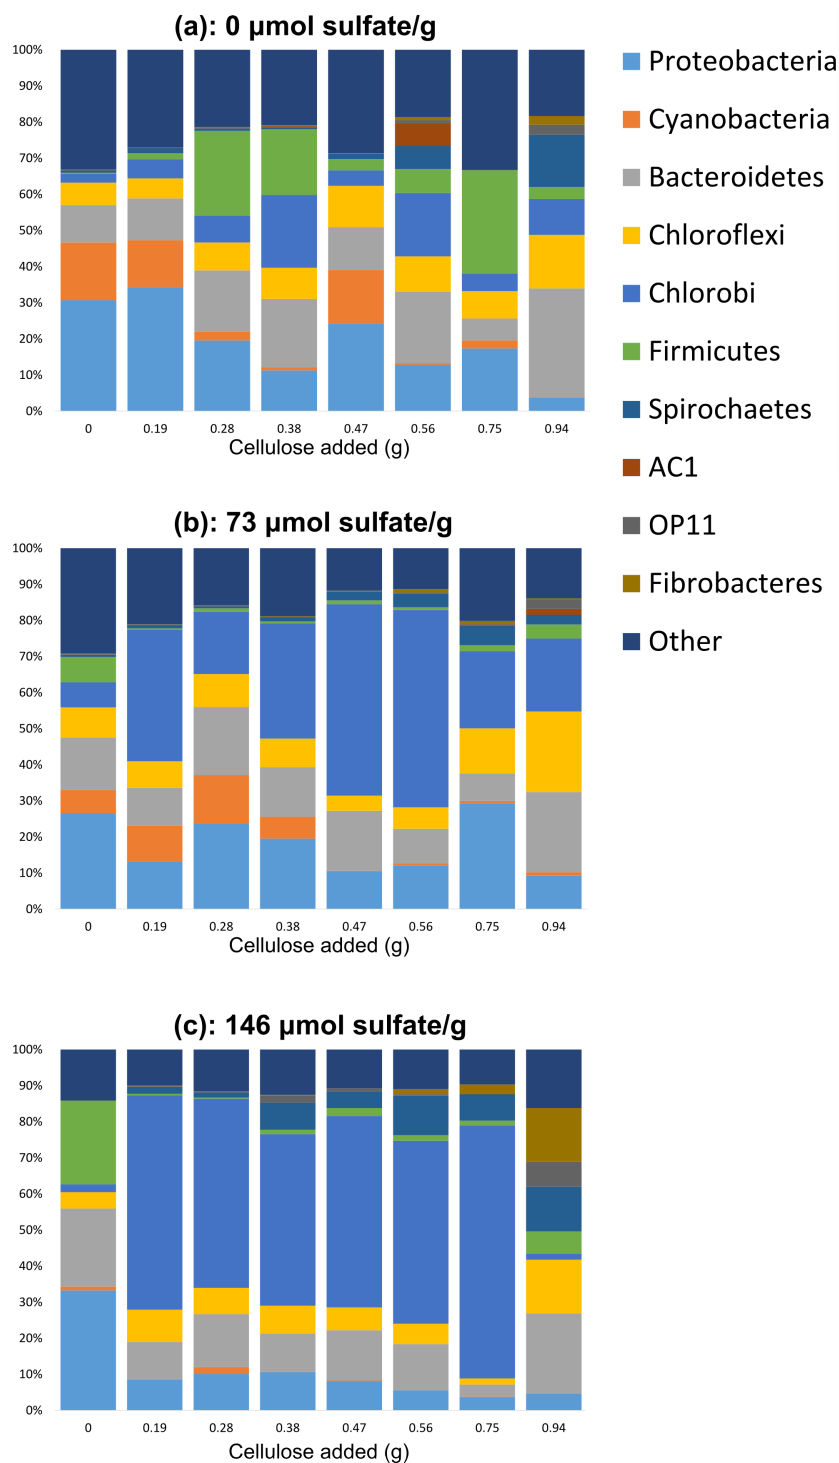 (a): 0 µmol sulfate/g
100%
90%
80%
70%
60%
50%
40%
30%
20%
10%
0%
0 0.19 0.28 0.38 0.47 0.56 0.75 0.94
Cellulose added (g)
Proteobacteria
Cyanobacteria
Bacteroidetes
Chloroflexi
Chlorobi
Firmicutes
Spirochaetes
AC1
OP11
Fibrobacteres
Other
(b): 73 µmol sulfate/g
100%
90%
80%
70%
60%
50%
40%
30%
20%
10%
0%
0 0.19 0.28 0.38 0.47 0.56 0.75 0.94
Cellulose added (g)
(c): 146 µmol sulfate/g
100%
90%
80%
70%
60%
50%
40%
30%
20%
10%
0%
0 0.19 0.28 0.38 0.47 0.56 0.75 0.94
Cellulose added (g)